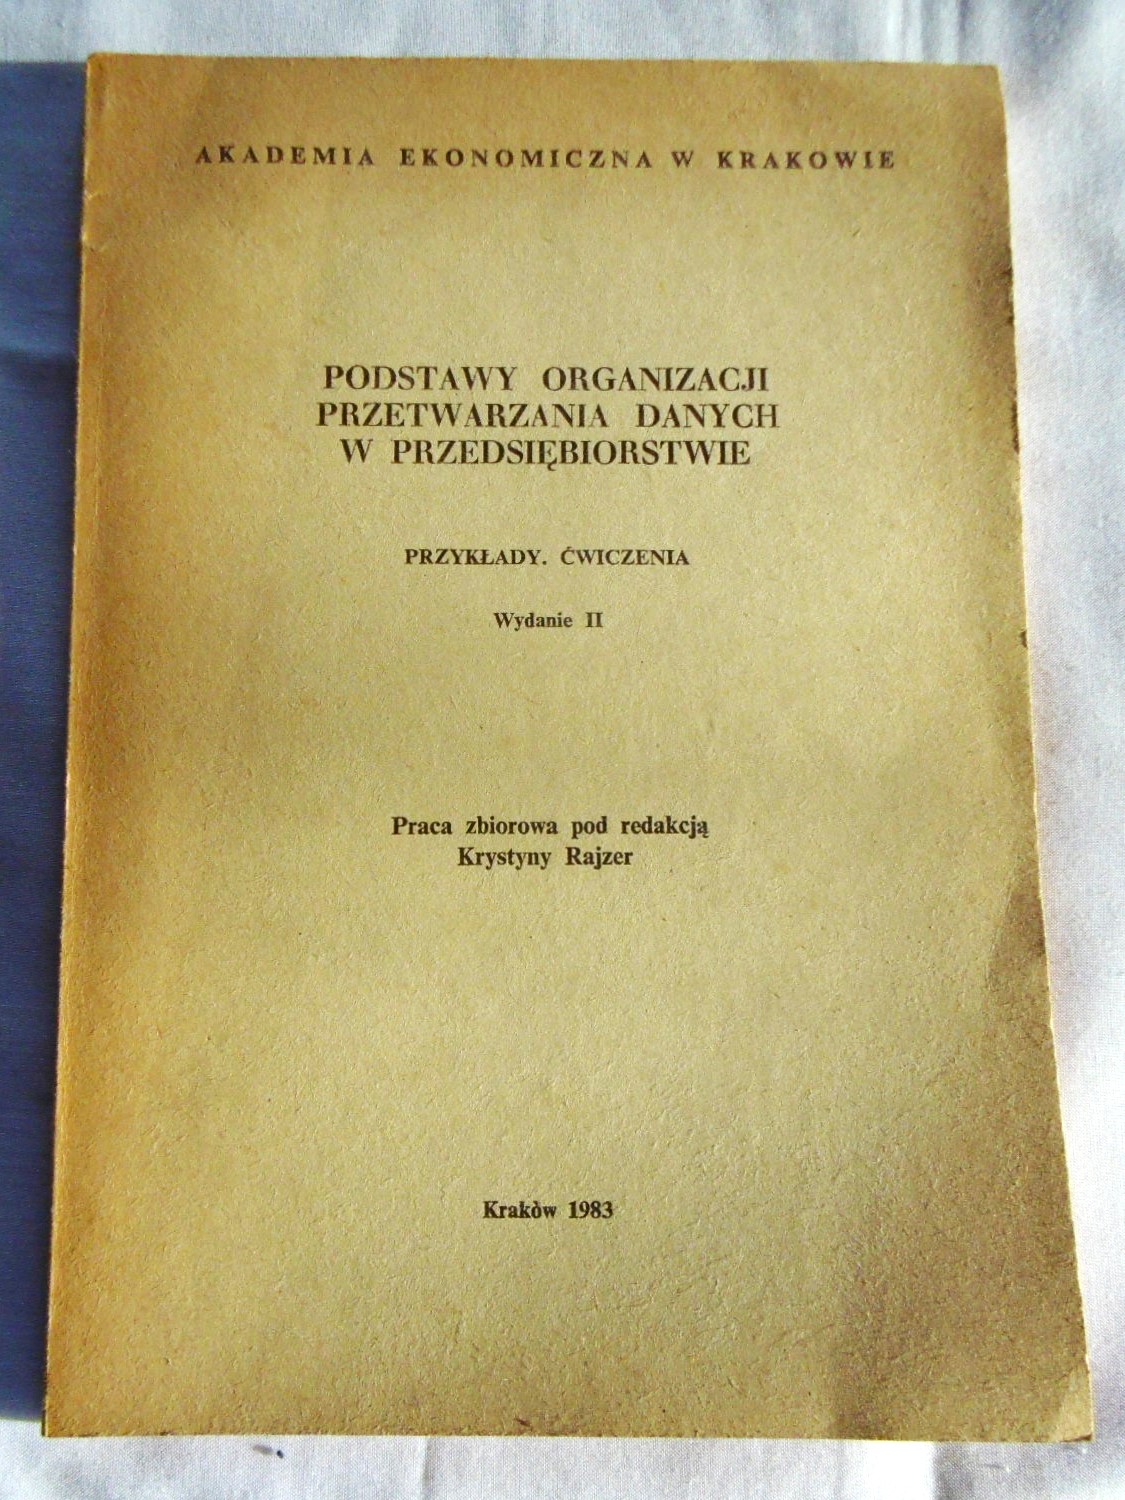 AKADEMIA EKONOMICZNA W KRAKOWIE
PODSTAWY ORGANIZACJI
PRZETWARZANIA DANYCH
W PRZEDSIĘBIORSTWIE
PRZYKŁADY. ĆWICZENIA
Wydanie II
Praca zbiorowa pod redakcją
Krystyny Rajzer
Kraków 1983